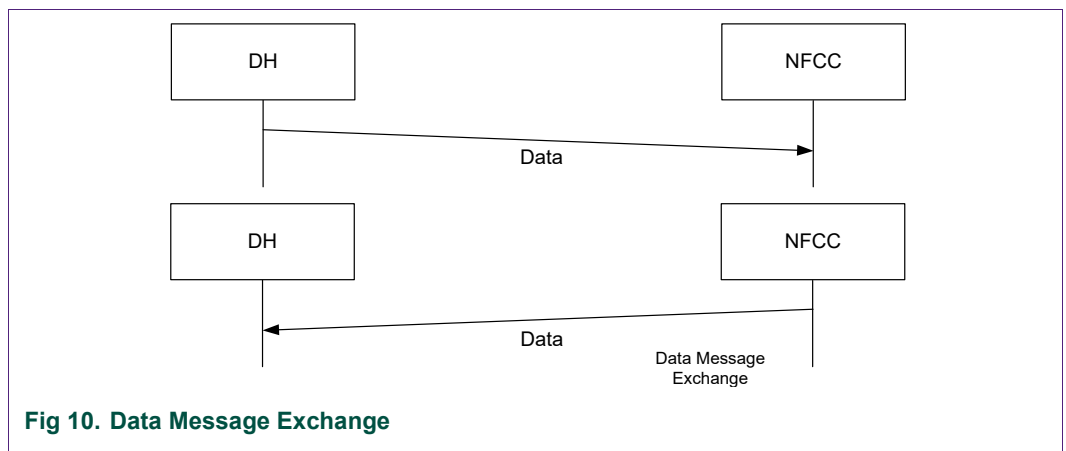 DH
NFCC
Data
DH
NFCC
Data
Data Message
Exchange
Fig 10. Data Message Exchange